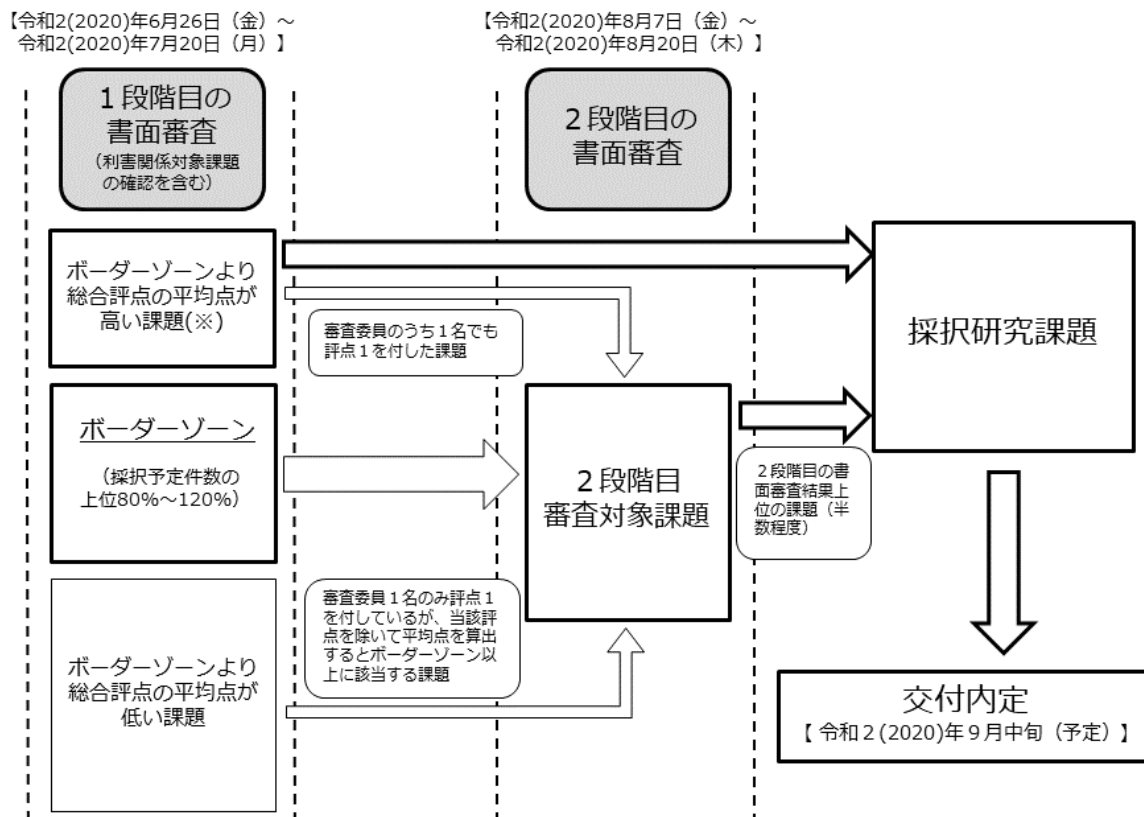 【令和2(2020)年6月26日（金）～
令和2(2020)年7月20日（月）】
【令和2(2020)年8月7日（金）～
令和2(2020)年8月20日（木）】
１段階目の
書面審査
（利害関係対象課題
の確認を含む）
２段階目の
書面審査
ボーダーゾーンより
総合評点の平均点が
高い課題(※)
審査委員のうち１名でも
評点１を付した課題
採択研究課題
ボーダーゾーン
（採択予定件数の
上位80%～120%）
２段階目
審査対象課題
２段階目の書
面審査結果上
位の課題（半
数程度）
審査委員１名のみ評点１
を付しているが、当該評
点を除いて平均点を算出
するとボーダーゾーン以
上に該当する課題
ボーダーゾーンより
総合評点の平均点が
低い課題
交付内定
【 令和２(2020)年９月中旬（予定）】